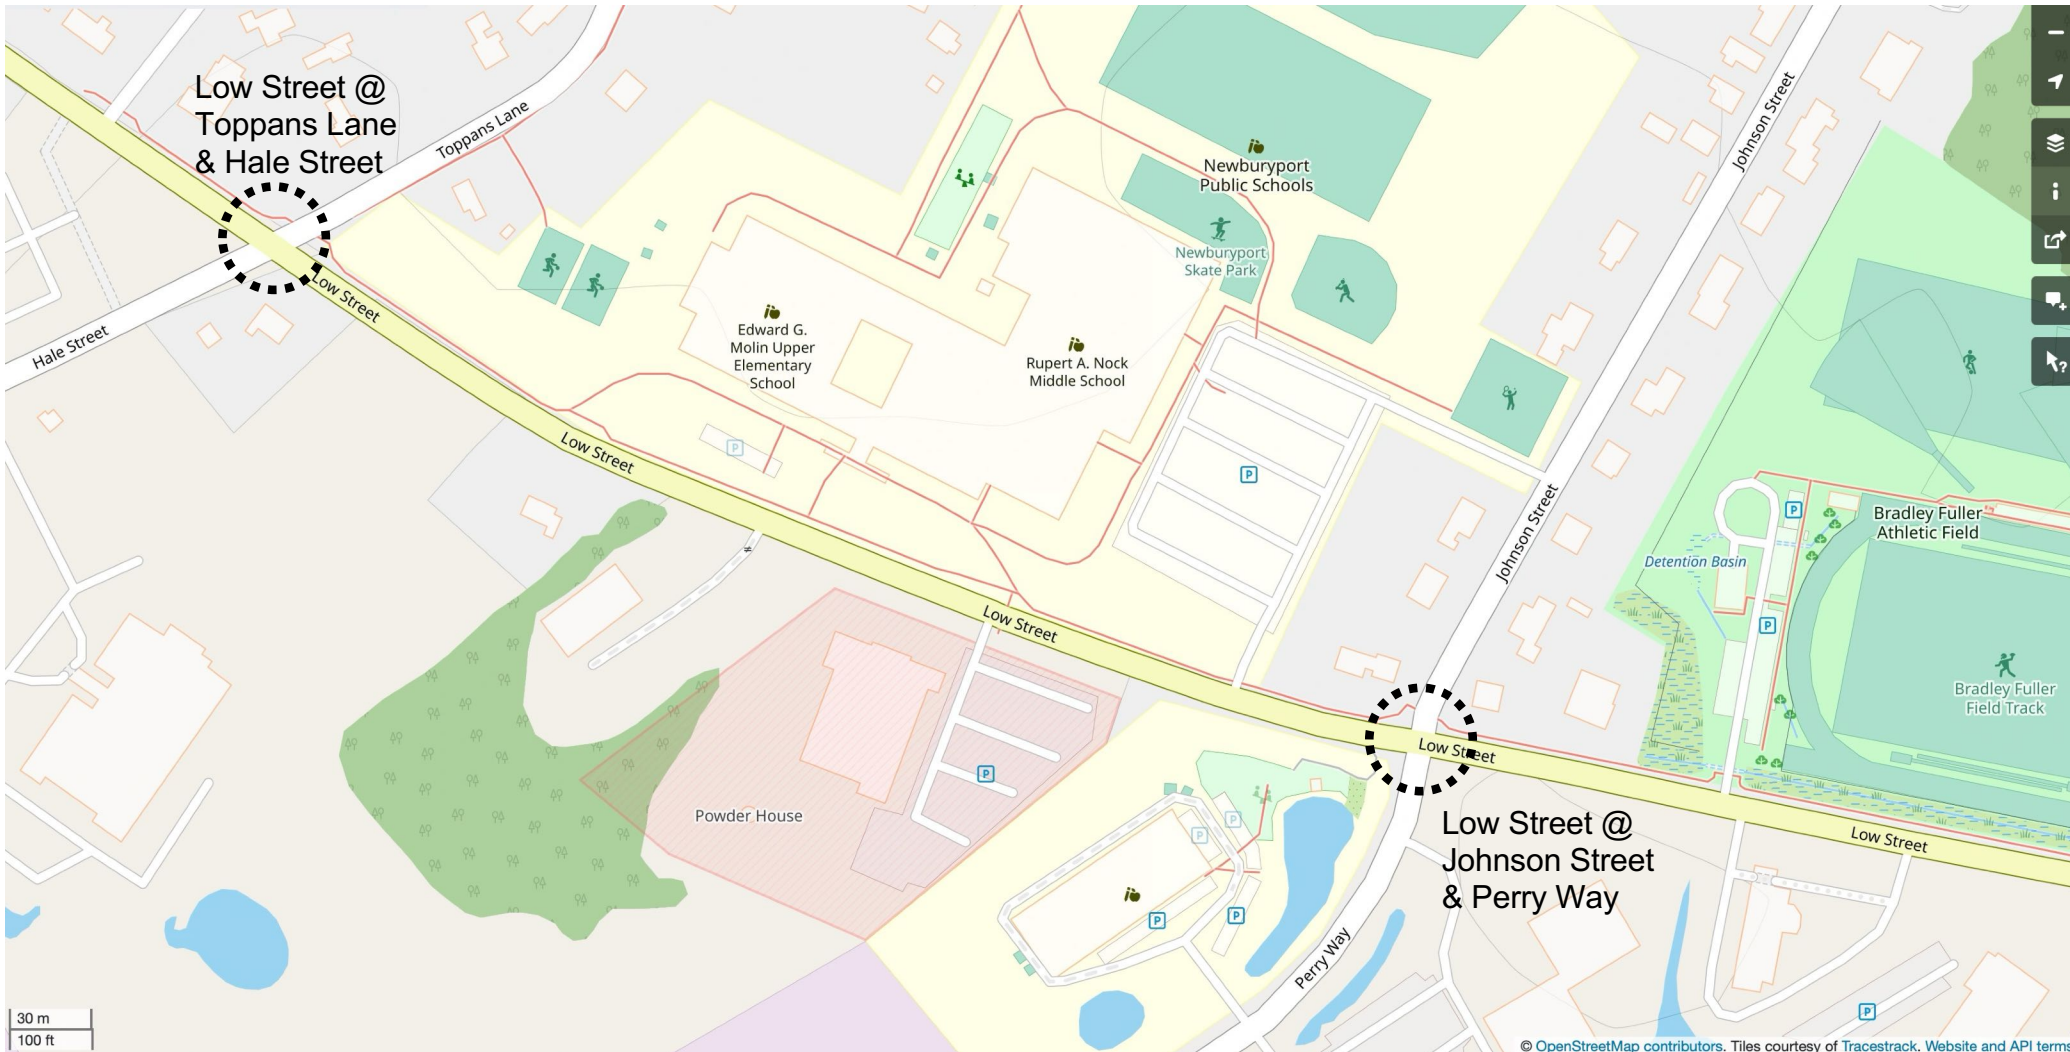 Low Street @
Toppans Lane
& Hale Street
Toppans Lane
Johnson Street
Newburyport
Public Schools
Newburyport
Skate Park
Low Street
Hale Street
Edward G.
Molin Upper
Elementary
School
Rupert A. Nock
Middle School
Low Street
P
P
Johnson Street
P
Bradley Fuller
Athletic Field
Detention Basin
Low Street
P
Bradley Fuller
Field Track
Low Street
P
Powder House
P
P
Low Street @
Johnson Street
& Perry Way
Low Street
P
P
Perry Way
P
30 m
100 ft
© OpenStreetMap contributors. Tiles courtesy of Tracestrack. Website and API terms